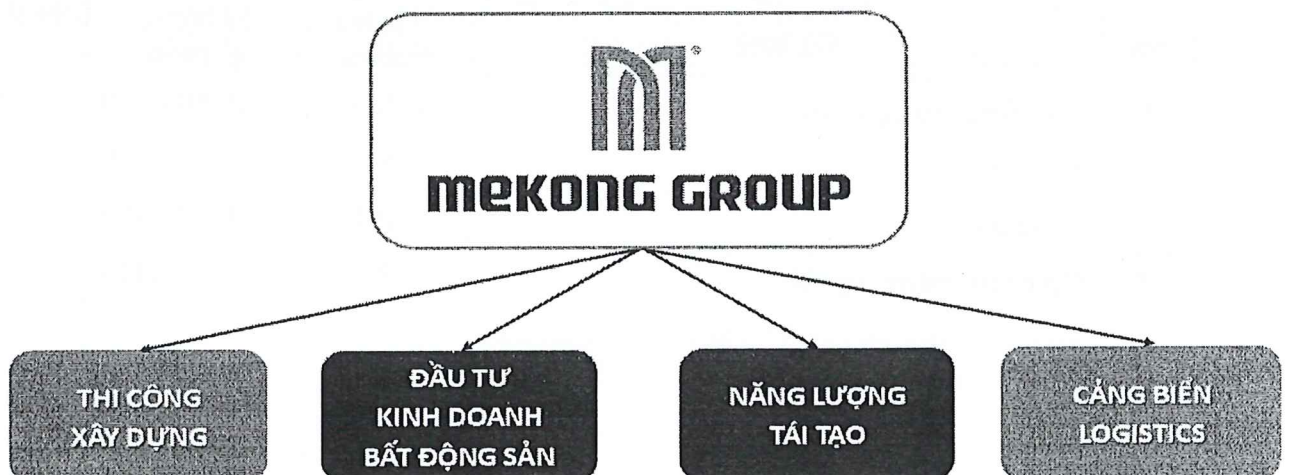 MEKONG GROUP
THI CÔNG
XÂY DỰNG
ĐẦU TƯ
KINH DOANH
BẤT ĐỘNG SẢN
NĂNG LƯỢNG
TÁI TẠO
CẢNG BIỂN
LOGISTICS